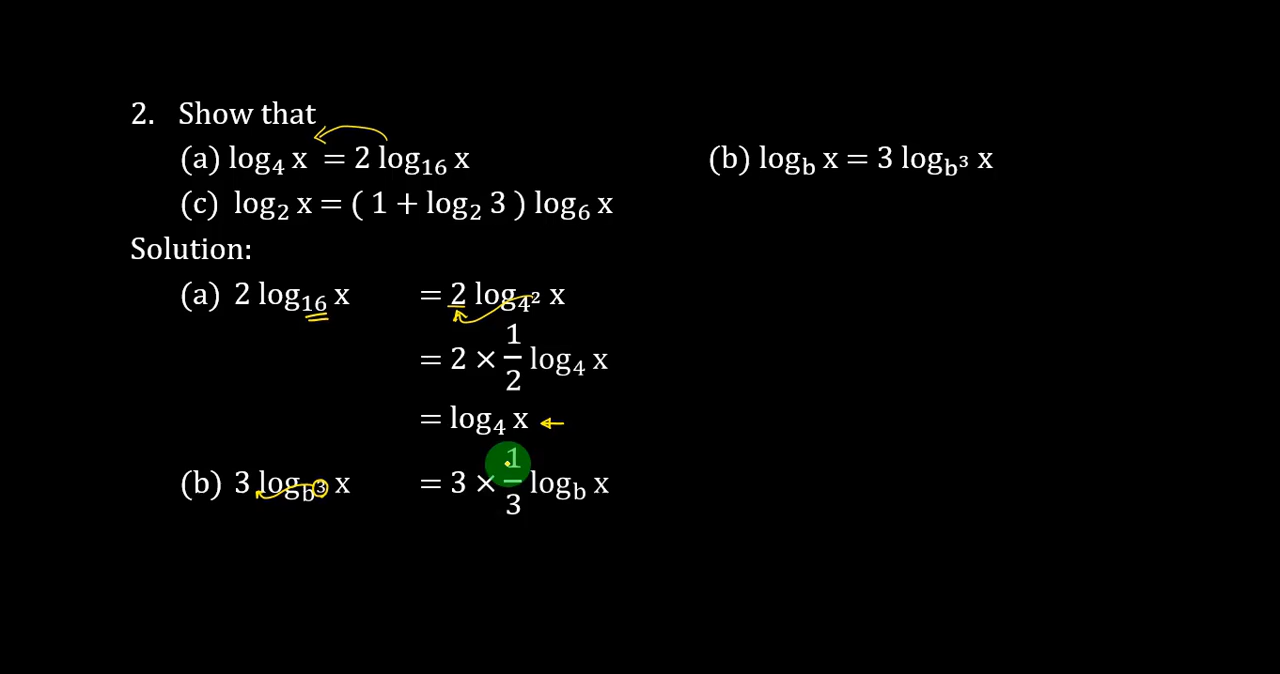 2. Show that
(a) log₄ x = 2 log₁₆ x (b) log_b x = 3 log_b³ x
(c) log₂ x = ( 1 + log₂ 3 ) log₆ x
Solution:
(a) 2 log₁₆ x = 2 log_4² x
= 2 × 1/2 log₄ x
= log₄ x
(b) 3 log_b³ x = 3 × 1/3 log_b x